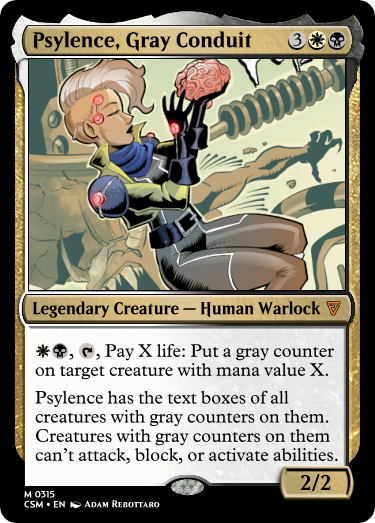 Psylence, Gray Conduit 3
Legendary Creature — Human Warlock
, , Pay X life: Put a gray counter
on target creature with mana value X.
Psylence has the text boxes of all
creatures with gray counters on them.
Creatures with gray counters on them
can't attack, block, or activate abilities.
2/2
M 0315
CSM • EN Adam Rebottaro